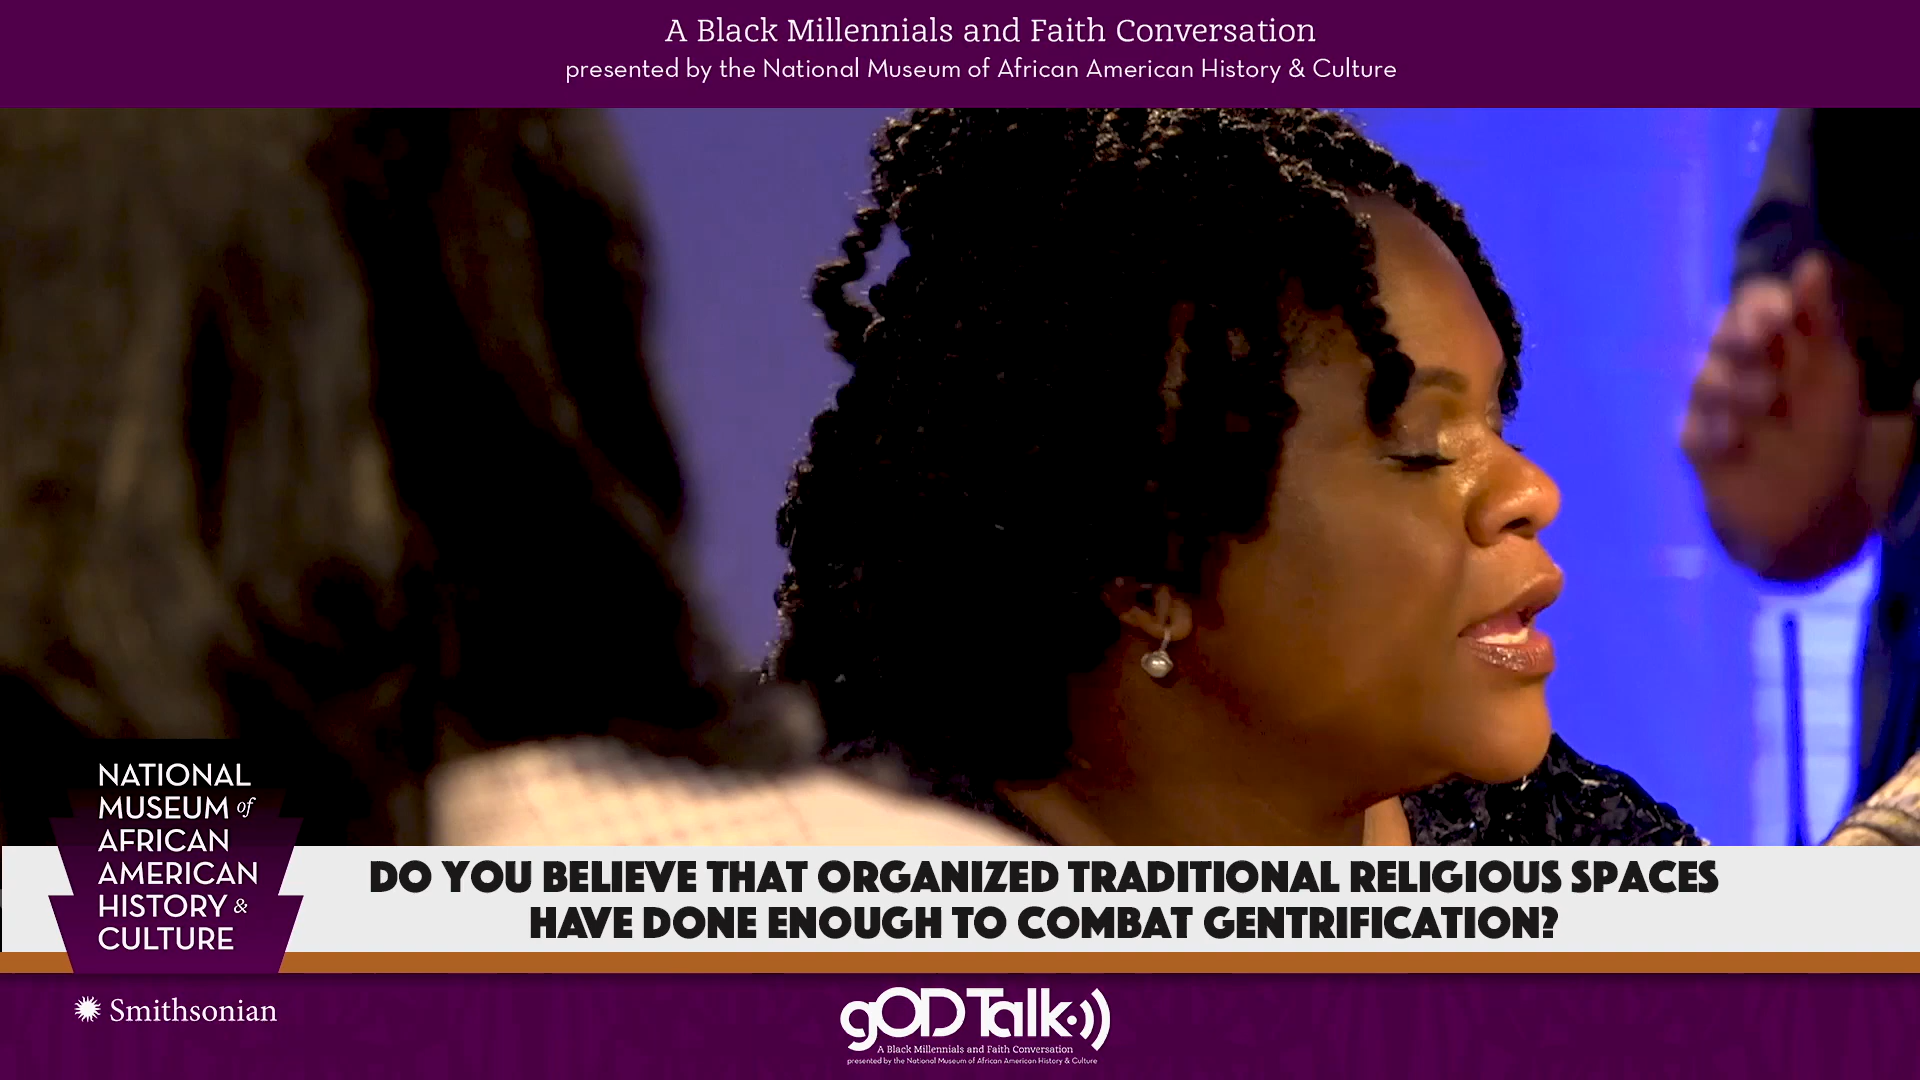 A Black Millennials and Faith Conversation
presented by the National Museum of African American History & Culture
NATIONAL
MUSEUM of
AFRICAN
AMERICAN
HISTORY &
CULTURE
DO YOU BELIEVE THAT ORGANIZED TRADITIONAL RELIGIOUS SPACES
HAVE DONE ENOUGH TO COMBAT GENTRIFICATION?
Smithsonian
gODTalk
A Black Millennials and Faith Conversation
presented by the National Museum of African American History & Culture